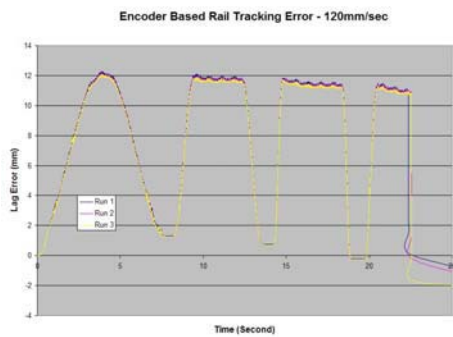 Encoder Based Rail Tracking Error - 120mm/sec
14
12
10
8
6
4
2
0
-2
-4
Lag Error (mm)
Run 1
Run 2
Run 3
0 5 10 15 20 25
Time (Second)